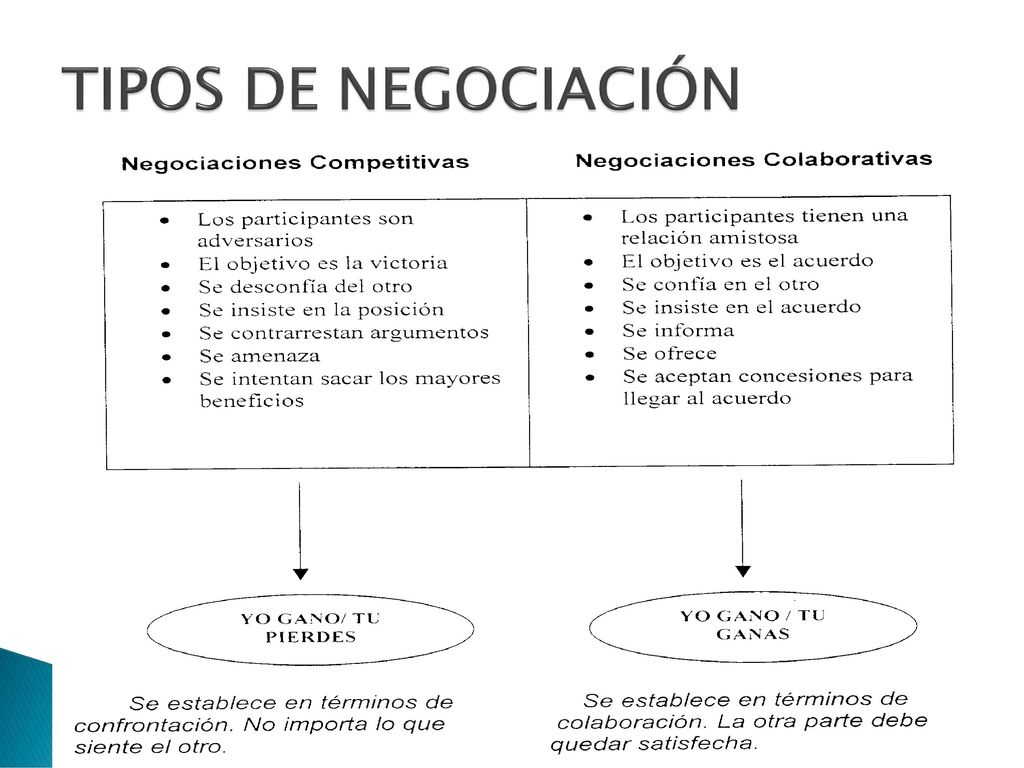 TIPOS DE NEGOCIACIÓN
Negociaciones Competitivas
• Los participantes son
adversarios
• El objetivo es la victoria
• Se desconfía del otro
• Se insiste en la posición
• Se contrarrestan argumentos
• Se amenaza
• Se intentan sacar los mayores
beneficios
YO GANO/ TU
PIERDES
Se establece en términos de
confrontación. No importa lo que
siente el otro.
Negociaciones Colaborativas
• Los participantes tienen una
relación amistosa
• El objetivo es el acuerdo
• Se confía en el otro
• Se insiste en el acuerdo
• Se informa
• Se ofrece
• Se aceptan concesiones para
llegar al acuerdo
YO GANO / TU
GANAS
Se establece en términos de
colaboración. La otra parte debe
quedar satisfecha.